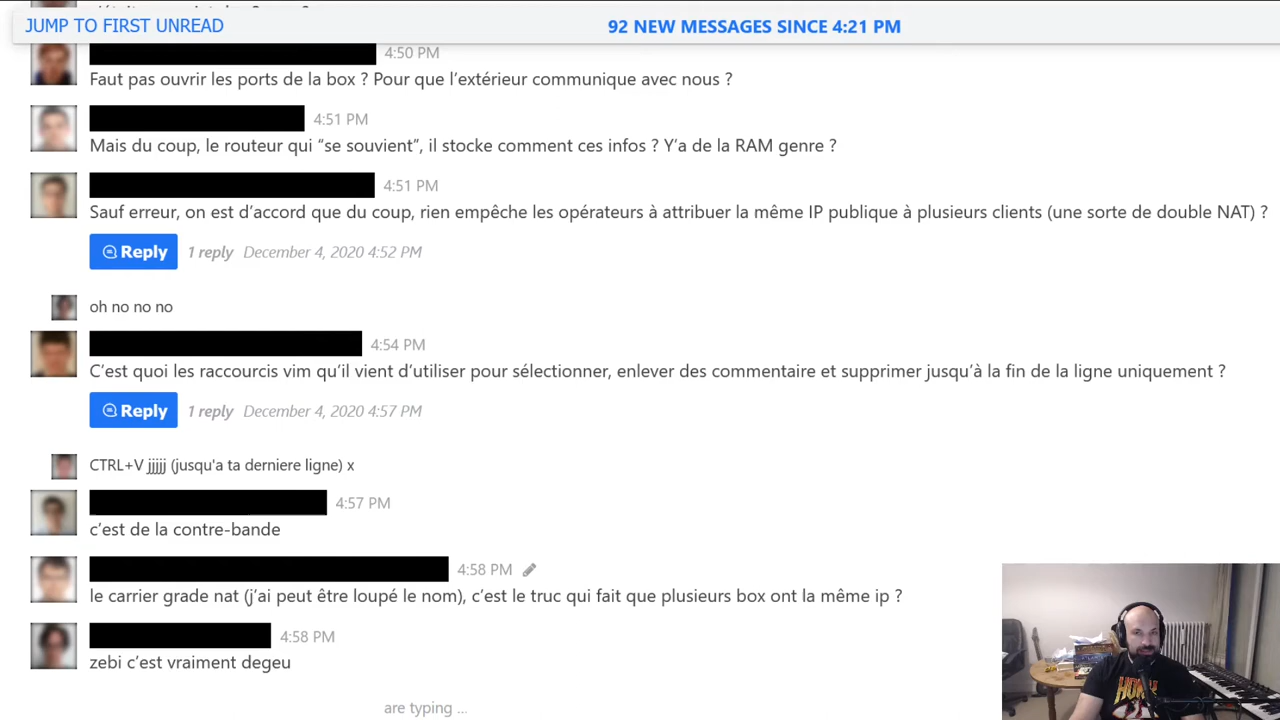 JUMP TO FIRST UNREAD
92 NEW MESSAGES SINCE 4:21 PM
4:50 PM
Faut pas ouvrir les ports de la box ? Pour que l’extérieur communique avec nous ?
4:51 PM
Mais du coup, le routeur qui “se souvient”, il stocke comment ces infos ? Y’a de la RAM genre ?
4:51 PM
Sauf erreur, on est d’accord que du coup, rien empêche les opérateurs à attribuer la même IP publique à plusieurs clients (une sorte de double NAT) ?
Reply 1 reply December 4, 2020 4:52 PM
oh no no no
4:54 PM
C’est quoi les raccourcis vim qu’il vient d’utiliser pour sélectionner, enlever des commentaire et supprimer jusqu’à la fin de la ligne uniquement ?
Reply 1 reply December 4, 2020 4:57 PM
CTRL+V jjjjj (jusqu'a ta derniere ligne) x
4:57 PM
c’est de la contre-bande
4:58 PM
le carrier grade nat (j’ai peut être loupé le nom), c’est le truc qui fait que plusieurs box ont la même ip ?
4:58 PM
zebi c’est vraiment degeu
are typing ...